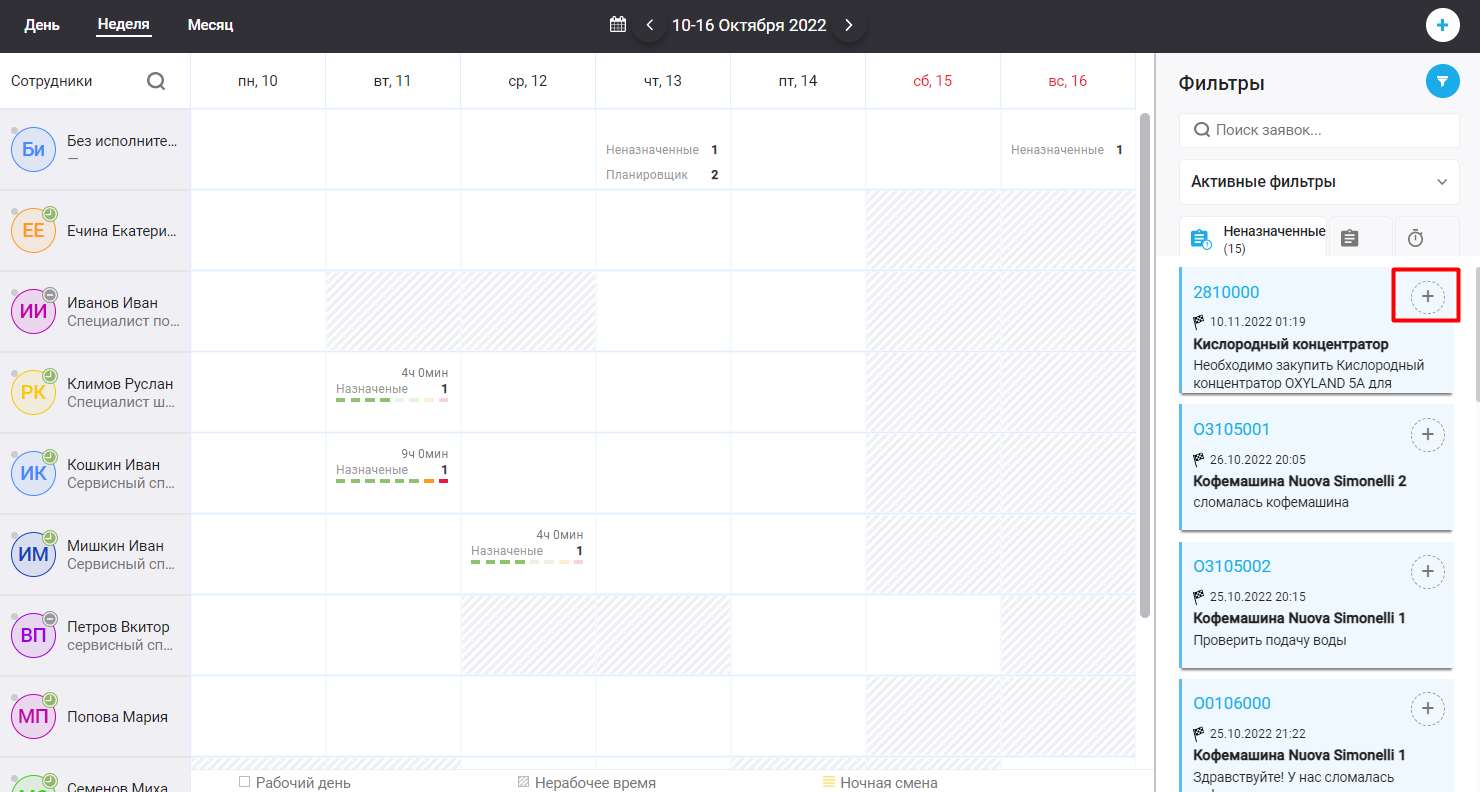 День Неделя Месяц 10-16 Октября 2022
Сотрудники пн, 10 вт, 11 ср, 12 чт, 13 пт, 14 сб, 15 вс, 16
Би Без исполните...
—
Неназначенные 1
Планировщик 2
Неназначенные 1
ЕЕ Ечина Екатери...
ИИ Иванов Иван
Специалист по...
РК Климов Руслан
Специалист ш...
4ч 0мин
Назначеные 1
ИК Кошкин Иван
Сервисный сп...
9ч 0мин
Назначеные 1
ИМ Мишкин Иван
Сервисный сп...
4ч 0мин
Назначеные 1
ВП Петров Вкитор
сервисный сп...
МП Попова Мария
Семенов Миха
Рабочий день Нерабочее время Ночная смена
Фильтры
Поиск заявок...
Активные фильтры
Неназначенные
(15)
2810000
10.11.2022 01:19
Кислородный концентратор
Необходимо закупить Кислородный
концентратор OXYLAND 5A для
О3105001
26.10.2022 20:05
Кофемашина Nuova Simonelli 2
сломалась кофемашина
О3105002
25.10.2022 20:15
Кофемашина Nuova Simonelli 1
Проверить подачу воды
О0106000
25.10.2022 21:22
Кофемашина Nuova Simonelli 1
Здравствуйте! У нас сломалась